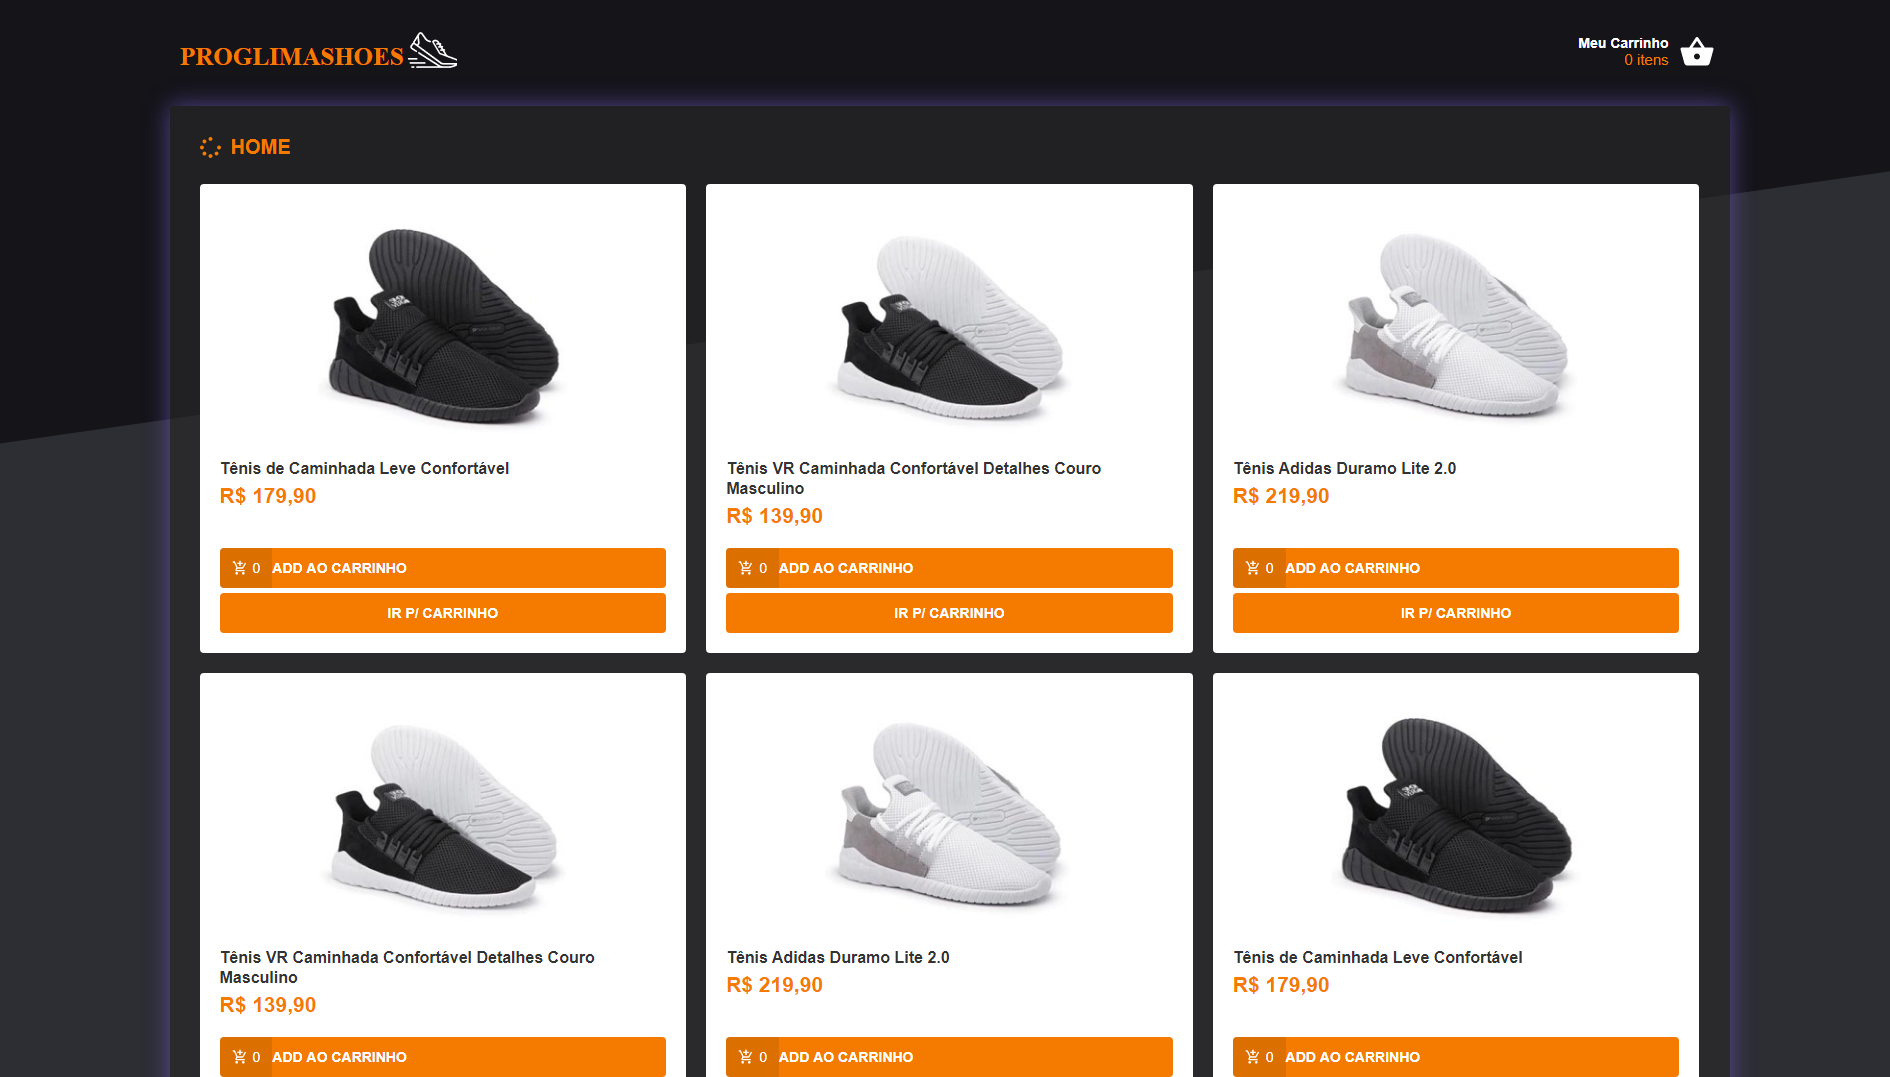 PROGLIMASHOES
Meu Carrinho
0 itens
HOME
Tênis de Caminhada Leve Confortável
R$ 179,90
0 ADD AO CARRINHO
IR P/ CARRINHO
Tênis VR Caminhada Confortável Detalhes Couro
Masculino
R$ 139,90
0 ADD AO CARRINHO
IR P/ CARRINHO
Tênis Adidas Duramo Lite 2.0
R$ 219,90
0 ADD AO CARRINHO
IR P/ CARRINHO
Tênis VR Caminhada Confortável Detalhes Couro
Masculino
R$ 139,90
0 ADD AO CARRINHO
Tênis Adidas Duramo Lite 2.0
R$ 219,90
0 ADD AO CARRINHO
Tênis de Caminhada Leve Confortável
R$ 179,90
0 ADD AO CARRINHO